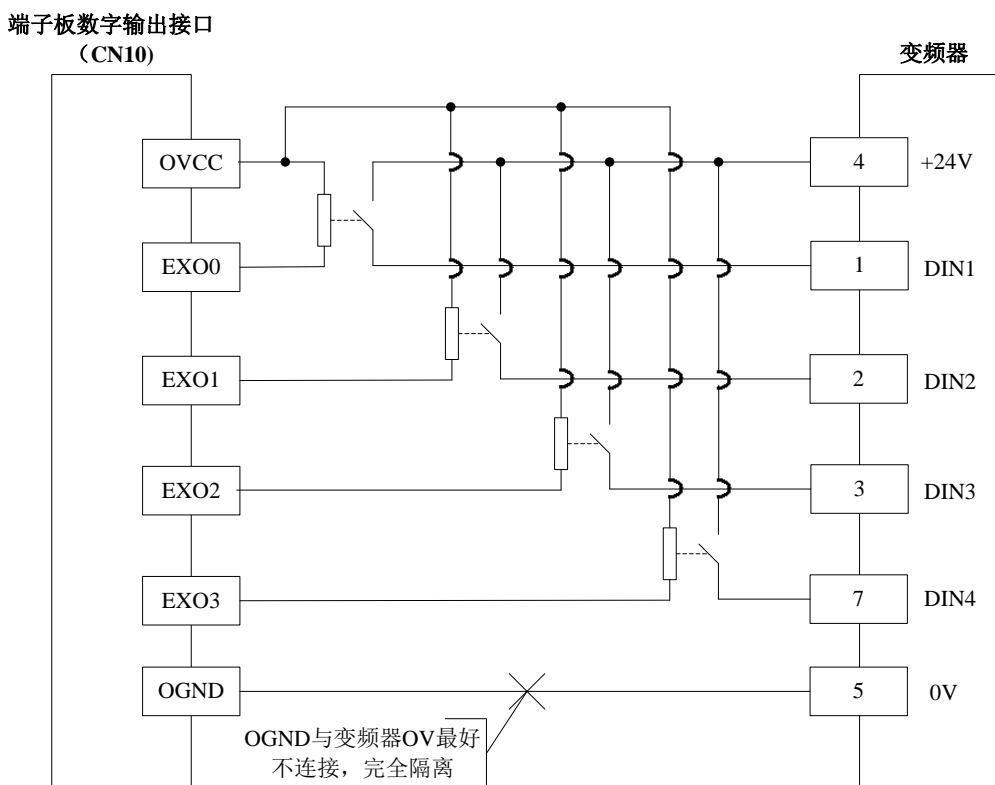 端子板数字输出接口
（CN10)
变频器
OVCC
4
+24V
EXO0
1
DIN1
EXO1
2
DIN2
EXO2
3
DIN3
EXO3
7
DIN4
OGND
5
0V
OGND与变频器OV最好
不连接，完全隔离